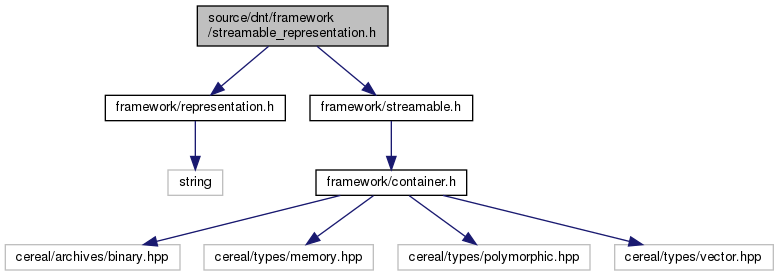 source/dnt/framework
/streamable_representation.h
framework/representation.h
framework/streamable.h
string
framework/container.h
cereal/archives/binary.hpp
cereal/types/memory.hpp
cereal/types/polymorphic.hpp
cereal/types/vector.hpp